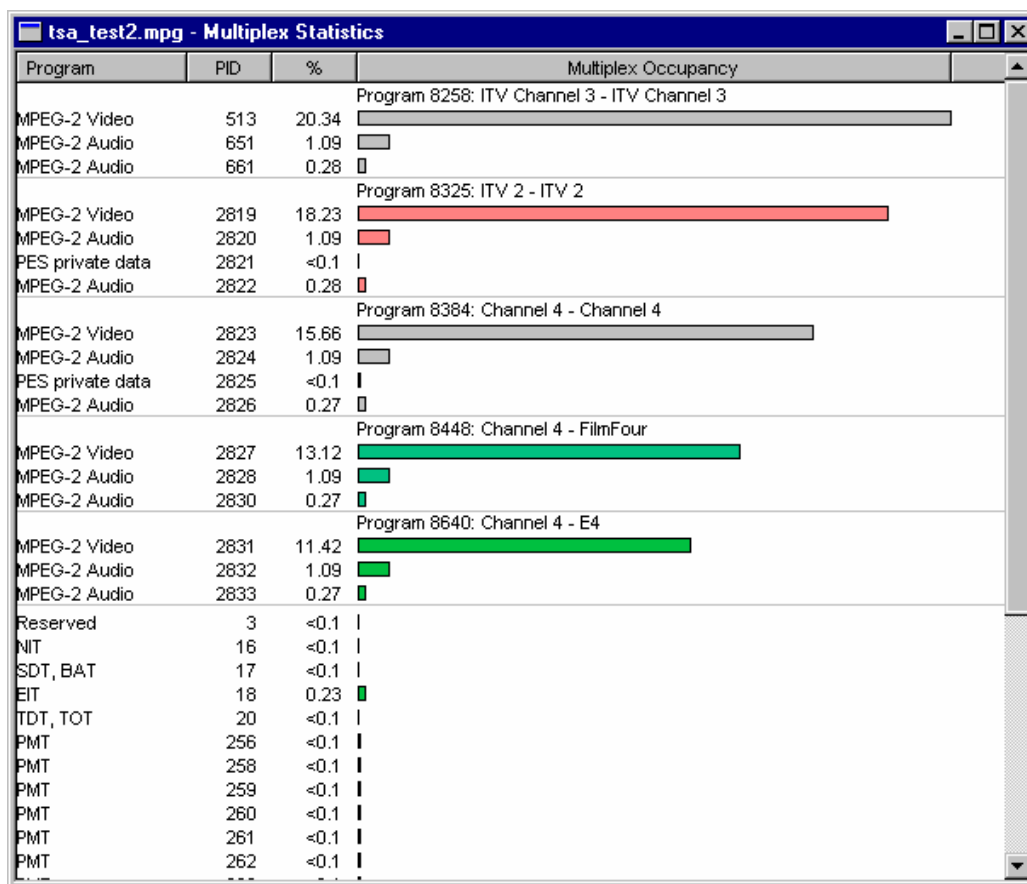 tsa_test2.mpg - Multiplex Statistics
Program PID % Multiplex Occupancy
Program 8258: ITV Channel 3 - ITV Channel 3
MPEG-2 Video 513 20.34
MPEG-2 Audio 651 1.09
MPEG-2 Audio 661 0.28
Program 8325: ITV 2 - ITV 2
MPEG-2 Video 2819 18.23
MPEG-2 Audio 2820 1.09
PES private data 2821 <0.1
MPEG-2 Audio 2822 0.28
Program 8384: Channel 4 - Channel 4
MPEG-2 Video 2823 15.66
MPEG-2 Audio 2824 1.09
PES private data 2825 <0.1
MPEG-2 Audio 2826 0.27
Program 8448: Channel 4 - FilmFour
MPEG-2 Video 2827 13.12
MPEG-2 Audio 2828 1.09
MPEG-2 Audio 2830 0.27
Program 8640: Channel 4 - E4
MPEG-2 Video 2831 11.42
MPEG-2 Audio 2832 1.09
MPEG-2 Audio 2833 0.27
Reserved 3 <0.1
NIT 16 <0.1
SDT, BAT 17 <0.1
EIT 18 0.23
TDT, TOT 20 <0.1
PMT 256 <0.1
PMT 258 <0.1
PMT 259 <0.1
PMT 260 <0.1
PMT 261 <0.1
PMT 262 <0.1